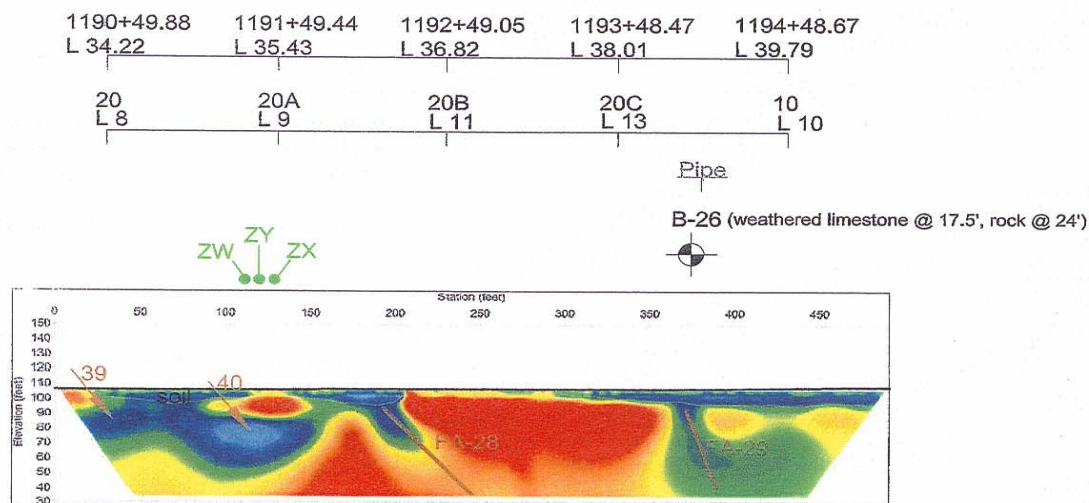 1190+49.88 1191+49.44 1192+49.05 1193+48.47 1194+48.67
L 34.22 L 35.43 L 36.82 L 38.01 L 39.79
20 20A 20B 20C 10
L 8 L 9 L 11 L 13 L 10
Pipe
B-26 (weathered limestone @ 17.5', rock @ 24')
ZY
ZW ZX
Station (feet)
0 50 100 150 200 250 300 350 400 450
150
140
130
120
110
100
90
80
70
60
50
40
30
Elevation (feet)
39
40
soil
FA-28
FA-29